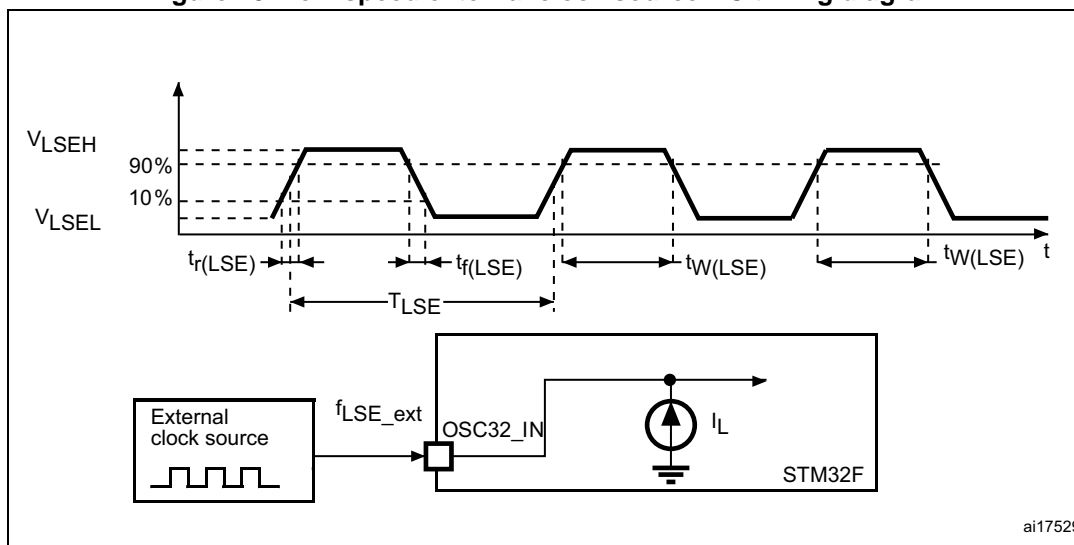 VLSEH
90%
10%
VLSEL
tr(LSE)
tf(LSE)
tW(LSE)
tW(LSE)
t
TLSE
External
clock source
fLSE_ext
OSC32_IN
IL
STM32F